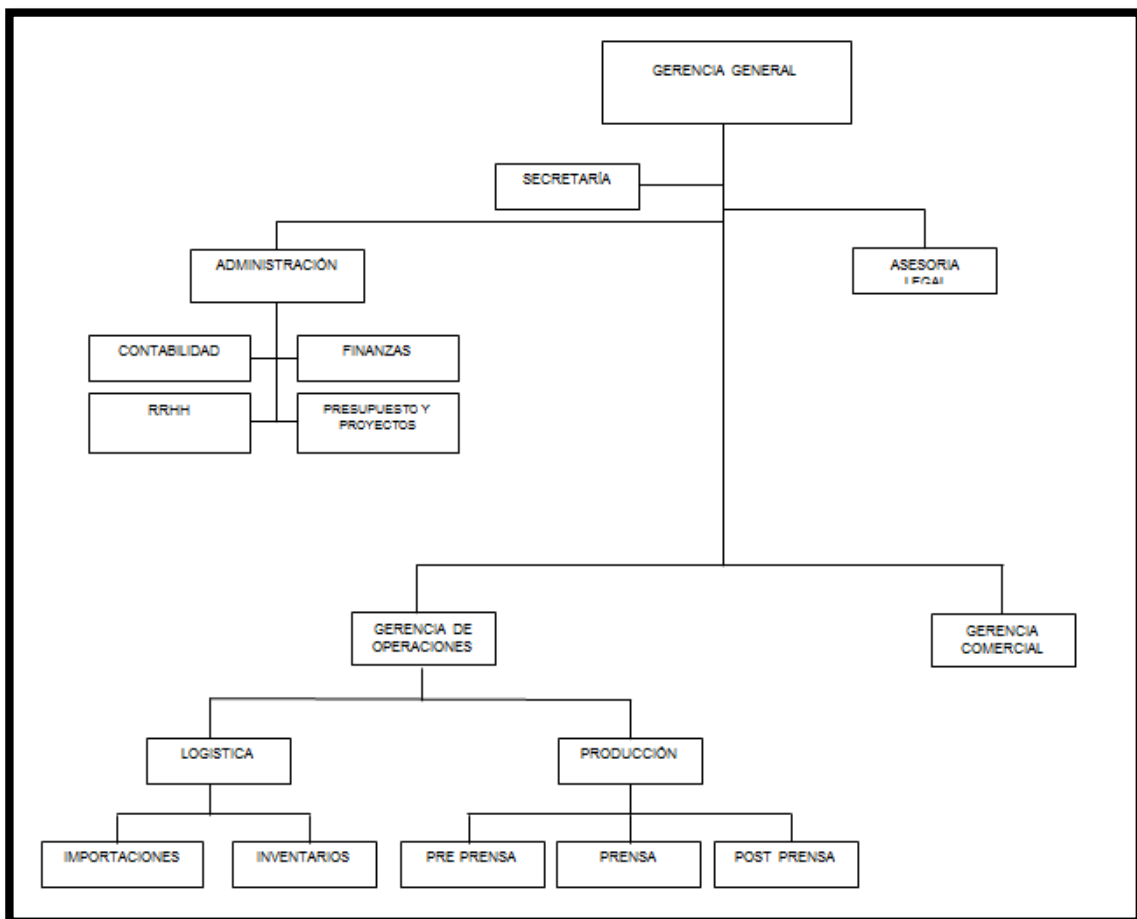 GERENCIA GENERAL
SECRETARÍA
ADMINISTRACIÓN
ASESORIA
LEGAL
CONTABILIDAD
FINANZAS
RRHH
PRESUPUESTO Y
PROYECTOS
GERENCIA DE
OPERACIONES
GERENCIA
COMERCIAL
LOGISTICA
PRODUCCIÓN
IMPORTACIONES
INVENTARIOS
PRE PRENSA
PRENSA
POST PRENSA